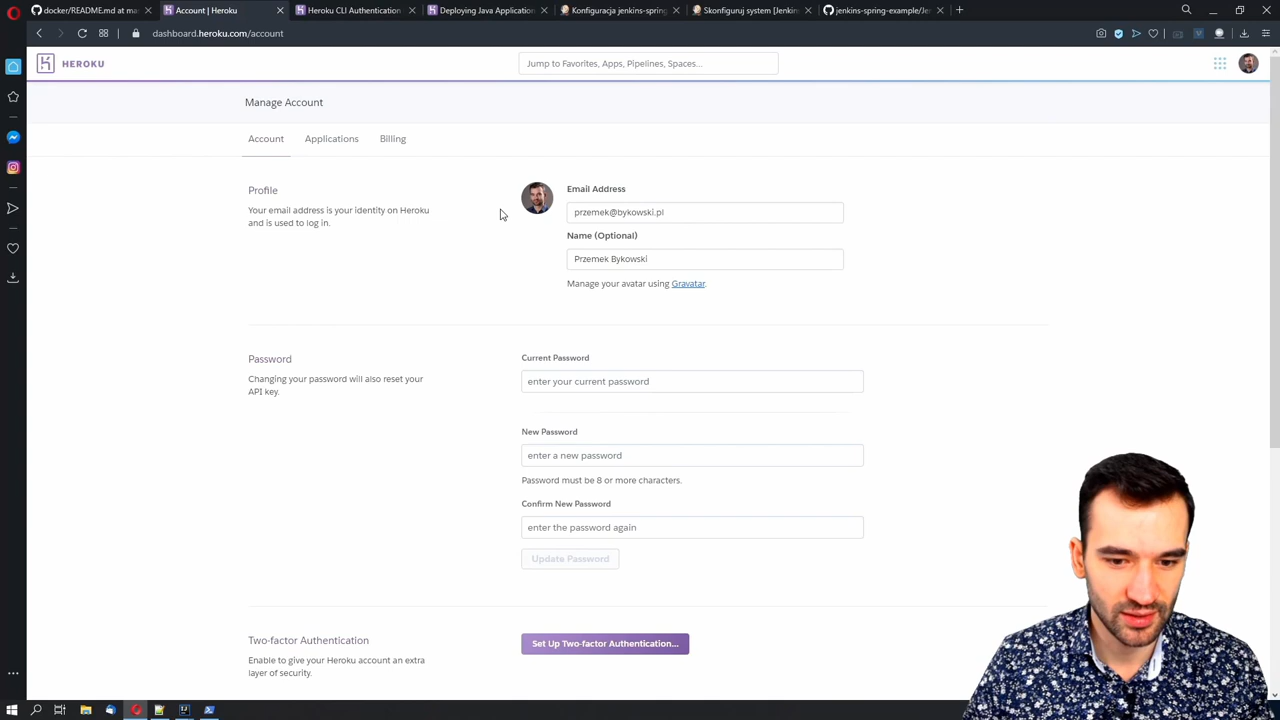 docker/README.md at mas
Account | Heroku
Heroku CLI Authentication
Deploying Java Applications
Konfiguracja jenkins-spring
Skonfiguruj system [Jenkins]
jenkins-spring-example/Je
dashboard.heroku.com/account
HEROKU
Jump to Favorites, Apps, Pipelines, Spaces...
Manage Account
Account
Applications
Billing
Profile
Your email address is your identity on Heroku
and is used to log in.
Email Address
przemek@bykowski.pl
Name (Optional)
Przemek Bykowski
Manage your avatar using Gravatar.
Password
Changing your password will also reset your
API key.
Current Password
enter your current password
New Password
enter a new password
Password must be 8 or more characters.
Confirm New Password
enter the password again
Update Password
Two-factor Authentication
Enable to give your Heroku account an extra
layer of security.
Set Up Two-factor Authentication...